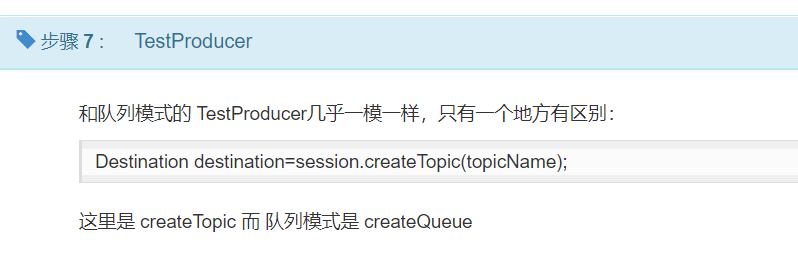 步骤 7 : TestProducer
和队列模式的 TestProducer几乎一模一样，只有一个地方有区别：
Destination destination=session.createTopic(topicName);
这里是 createTopic 而 队列模式是 createQueue